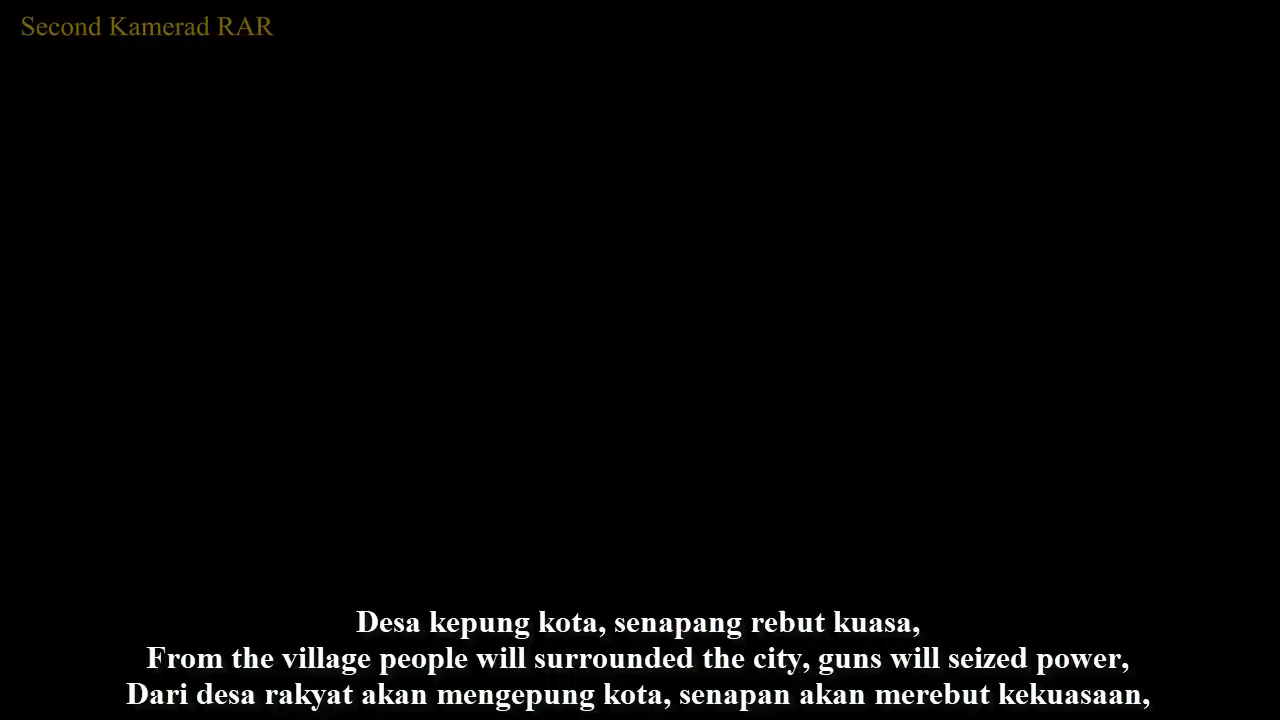 Second Kamerad RAR
Desa kepung kota, senapang rebut kuasa,
From the village people will surrounded the city, guns will seized power,
Dari desa rakyat akan mengepung kota, senapan akan merebut kekuasaan,